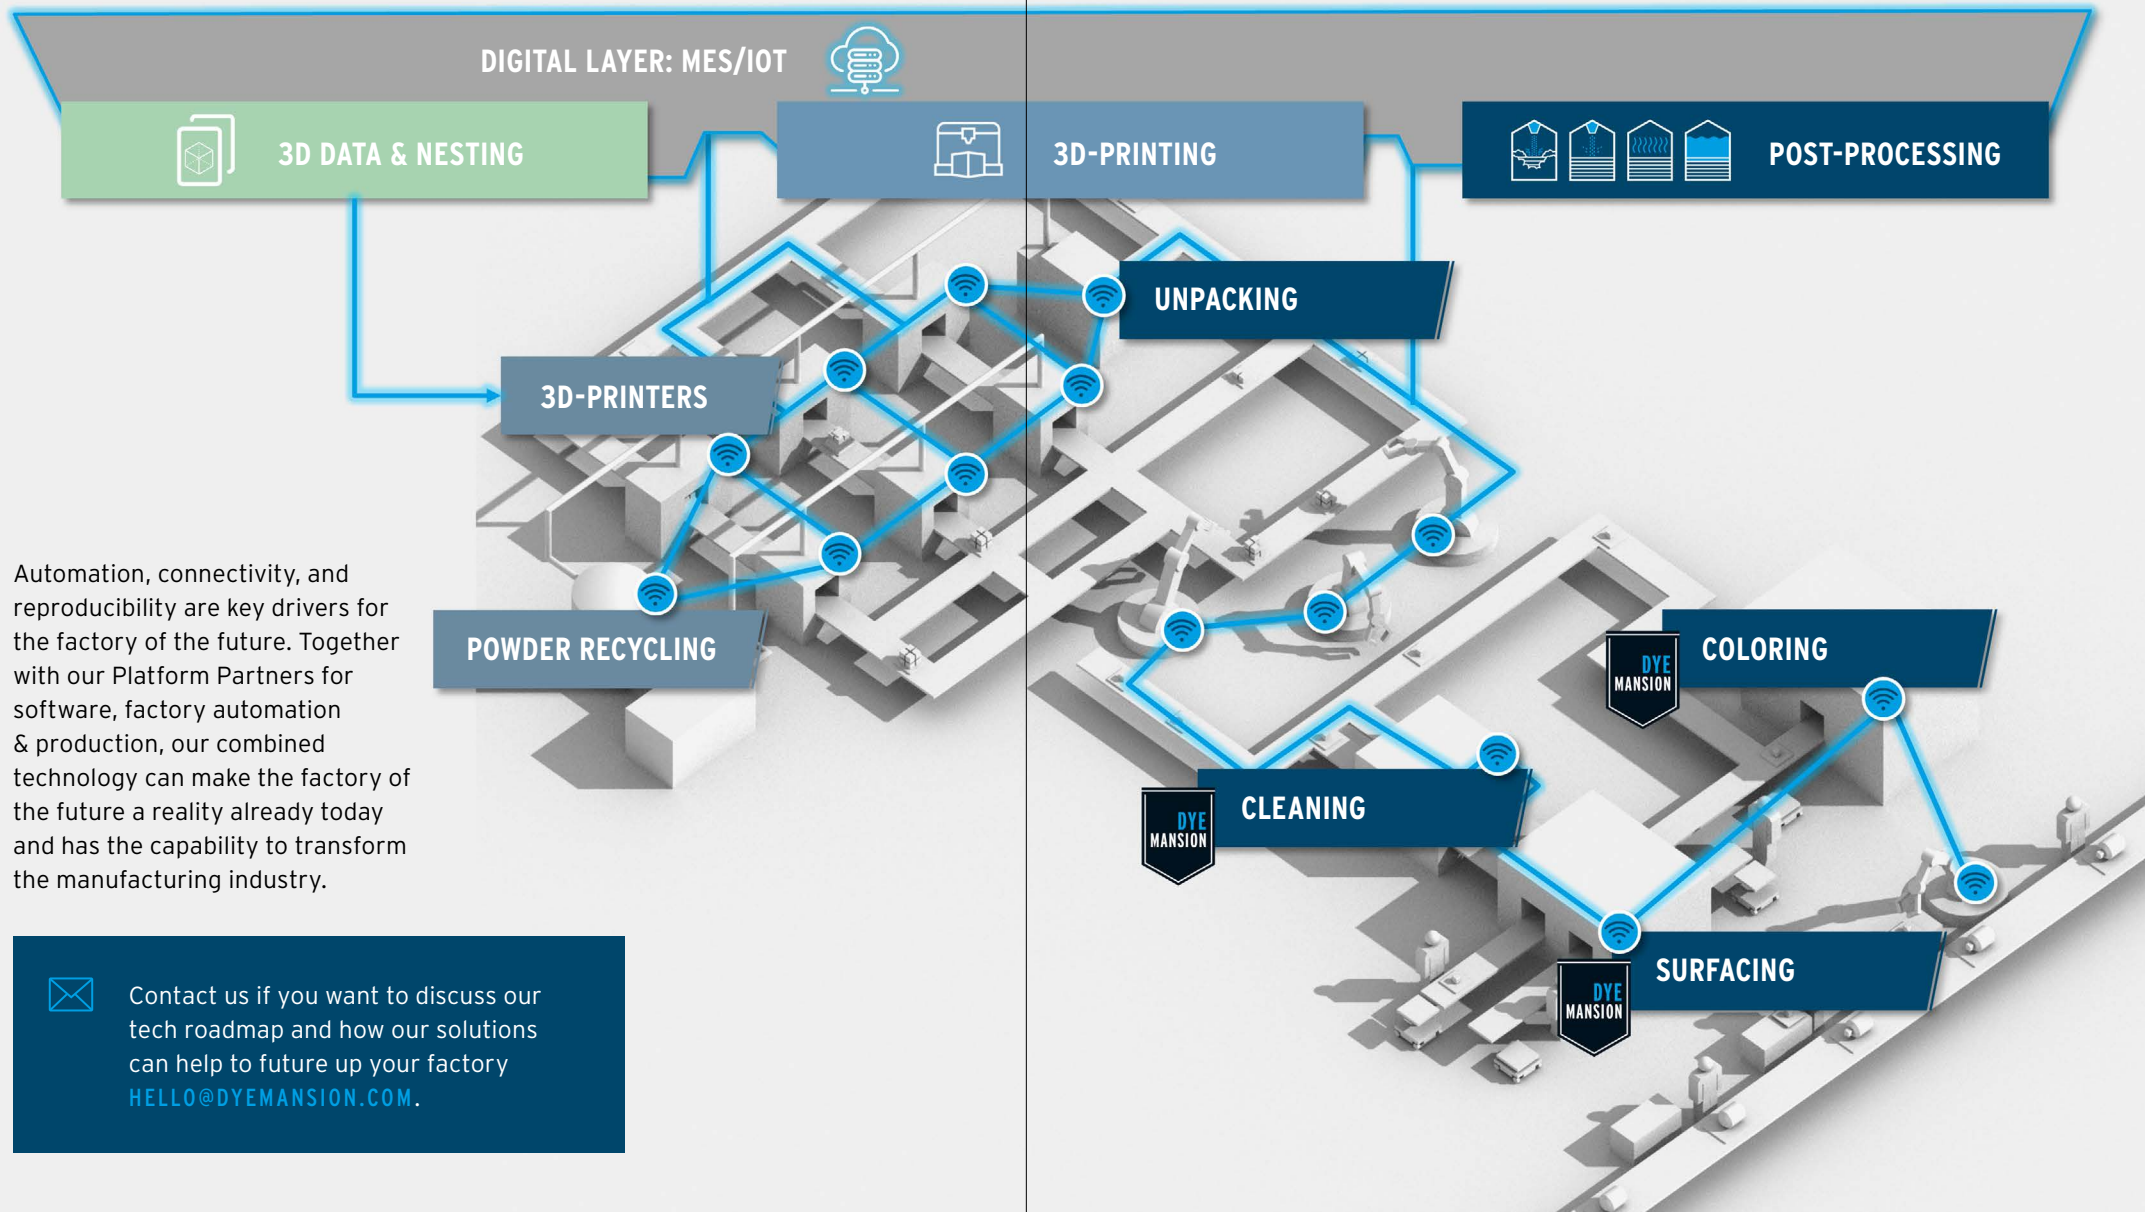 DIGITAL LAYER: MES/IOT
3D DATA & NESTING
3D-PRINTING
POST-PROCESSING
UNPACKING
3D-PRINTERS
POWDER RECYCLING
Automation, connectivity, and
reproducibility are key drivers for
the factory of the future. Together
with our Platform Partners for
software, factory automation
& production, our combined
technology can make the factory of
the future a reality already today
and has the capability to transform
the manufacturing industry.
COLORING
DYE
MANSION
CLEANING
DYE
MANSION
SURFACING
DYE
MANSION
Contact us if you want to discuss our
tech roadmap and how our solutions
can help to future up your factory
HELLO@DYEMANSION.COM.